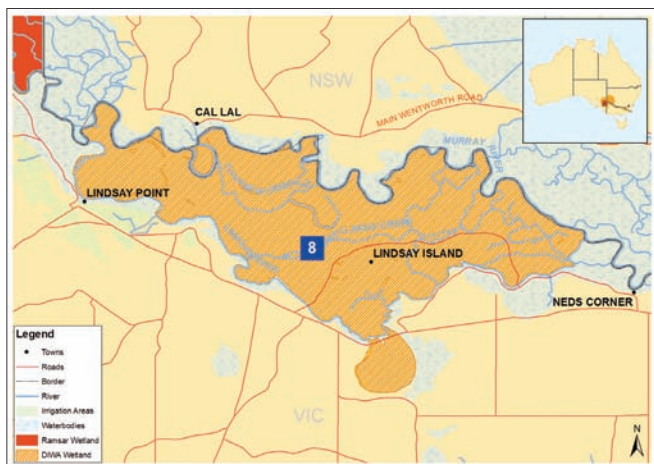 NSW
CAL LAL
MAIN WENTWORTH ROAD
MURRAY RIVER
LINDSAY POINT
8
LINDSAY ISLAND
NEDS CORNER
VIC
Legend
Towns
Roads
Border
River
Irrigation Areas
Waterbodies
Ramsar Wetland
DIWA Wetland
N